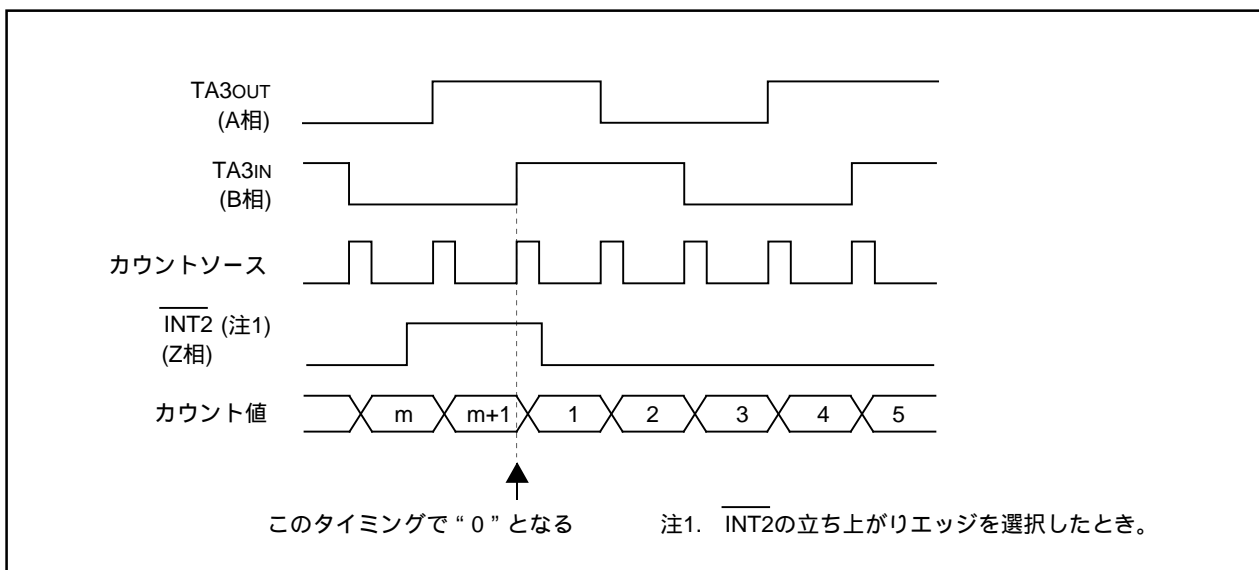 TA3OUT
(A相)
TA3IN
(B相)
カウントソース
INT2 (注1)
(Z相)
カウント値
m
m+1
1
2
3
4
5
このタイミングで“0”となる
注1. INT2の立ち上がりエッジを選択したとき。